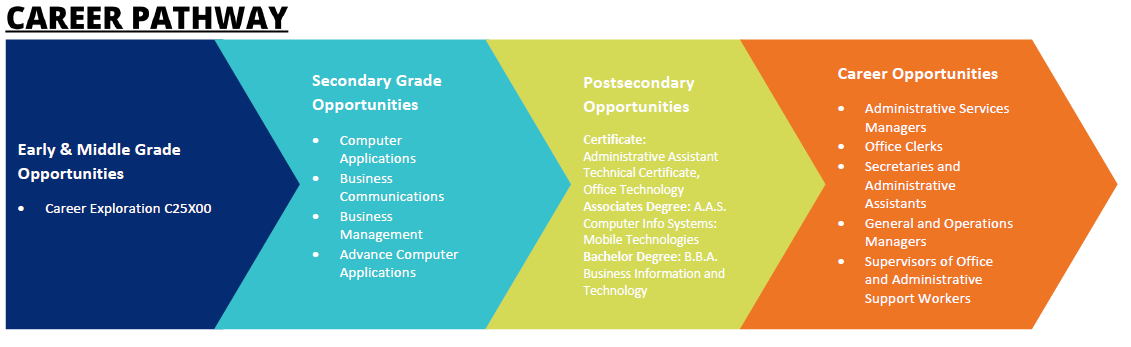 CAREER PATHWAY
Early & Middle Grade
Opportunities
• Career Exploration C25X00
Secondary Grade
Opportunities
• Computer
Applications
• Business
Communications
• Business
Management
• Advance Computer
Applications
Postsecondary
Opportunities
Certificate:
Administrative Assistant
Technical Certificate,
Office Technology
Associates Degree: A.A.S.
Computer Info Systems:
Mobile Technologies
Bachelor Degree: B.B.A.
Business Information and
Technology
Career Opportunities
• Administrative Services
Managers
• Office Clerks
• Secretaries and
Administrative
Assistants
• General and Operations
Managers
• Supervisors of Office
and Administrative
Support Workers